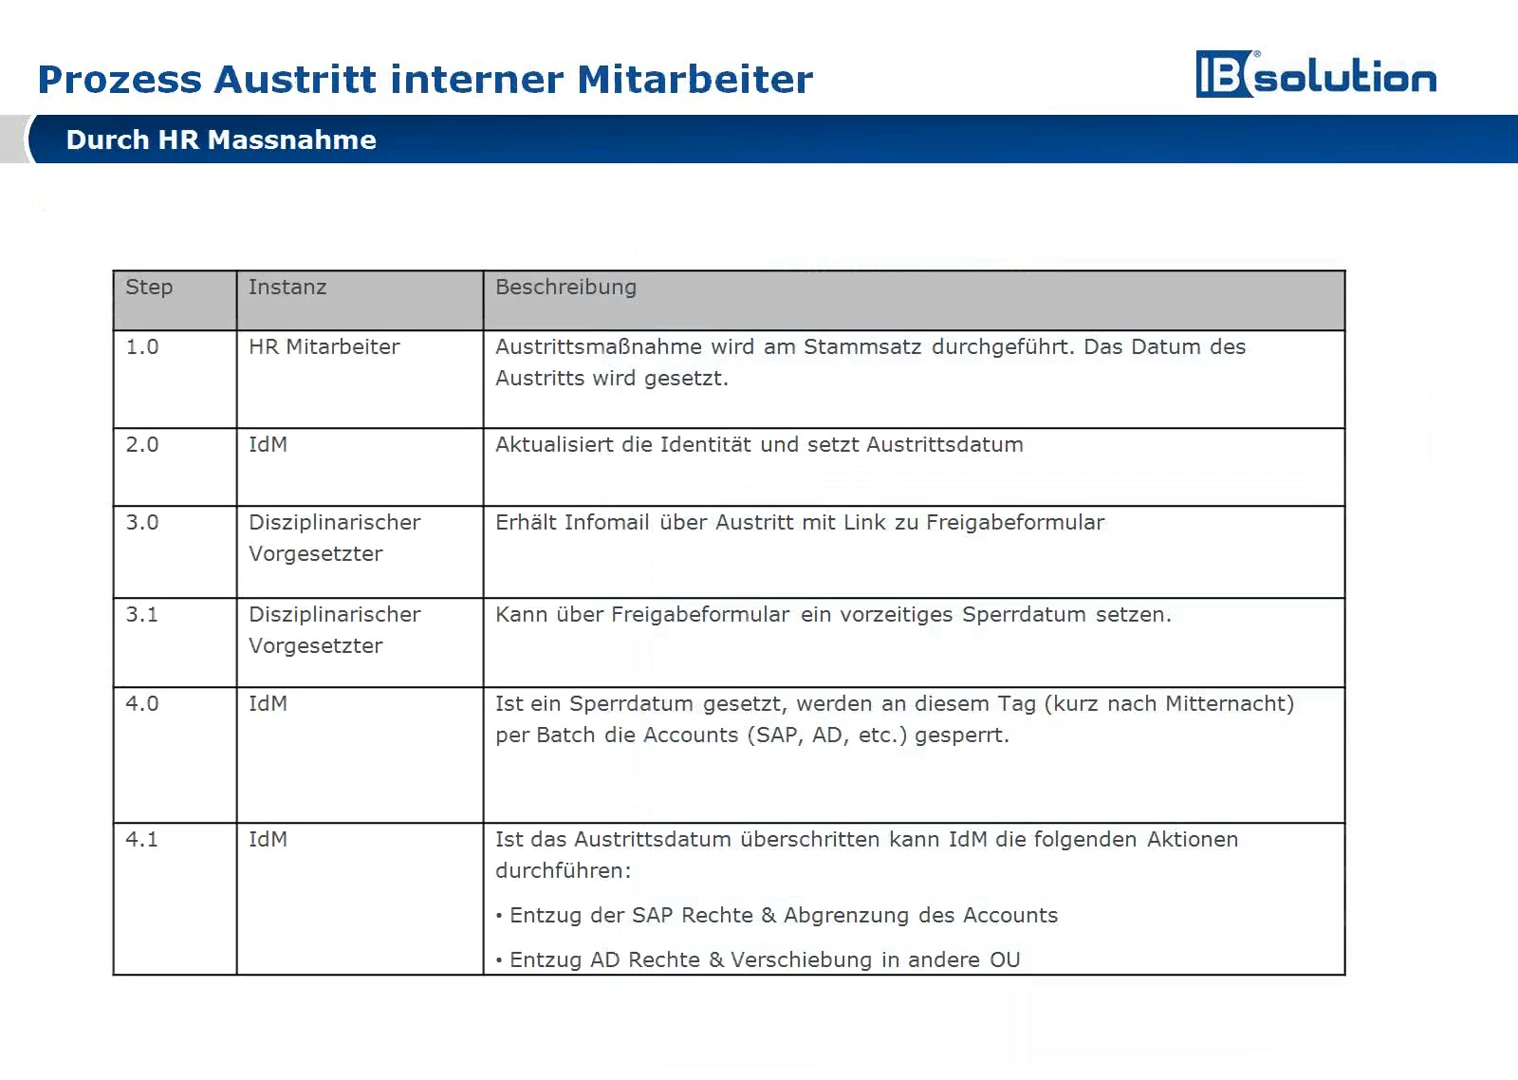 Prozess Austritt interner Mitarbeiter
IBsolution®
Durch HR Massnahme
Step
Instanz
Beschreibung
1.0
HR Mitarbeiter
Austrittsmaßnahme wird am Stammsatz durchgeführt. Das Datum des
Austritts wird gesetzt.
2.0
IdM
Aktualisiert die Identität und setzt Austrittsdatum
3.0
Disziplinarischer
Vorgesetzter
Erhält Infomail über Austritt mit Link zu Freigabeformular
3.1
Disziplinarischer
Vorgesetzter
Kann über Freigabeformular ein vorzeitiges Sperrdatum setzen.
4.0
IdM
Ist ein Sperrdatum gesetzt, werden an diesem Tag (kurz nach Mitternacht)
per Batch die Accounts (SAP, AD, etc.) gesperrt.
4.1
IdM
Ist das Austrittsdatum überschritten kann IdM die folgenden Aktionen
durchführen:
• Entzug der SAP Rechte & Abgrenzung des Accounts
• Entzug AD Rechte & Verschiebung in andere OU